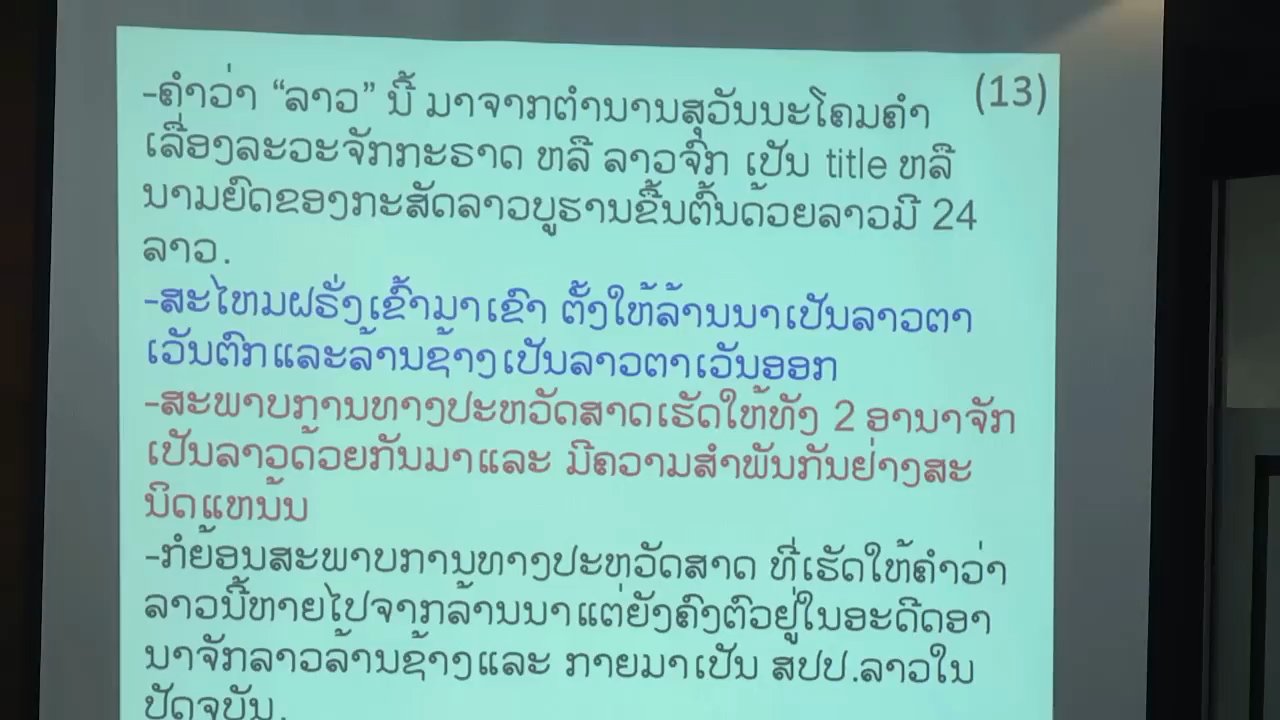 (13)
-ຄຳວ່າ “ລາວ” ນີ້ ມາຈາກຕຳນານສຸວັນນະໂຄມຄຳ
ເລື່ອງລະວະຈັກກະຣາດ ຫລື ລາວຈົກ ເປັນ title ຫລື
ນາມຍົດຂອງກະສັດລາວບູຮານຂຶ້ນຕົ້ນດ້ວຍລາວມີ 24
ລາວ.
-ສະໄຫມຝຣັ່ງເຂົ້າມາເຂົາ ຕັ້ງໃຫ້ລ້ານນາເປັນລາວຕາ
ເວັນຕົກແລະລ້ານຊ້າງເປັນລາວຕາເວັນອອກ
-ສະພາບການທາງປະຫວັດສາດເຮັດໃຫ້ທັງ 2 ອານາຈັກ
ເປັນລາວດ້ວຍກັນມາແລະ ມີຄວາມສຳພັນກັນຢ່າງສະ
ນິດແຫນ້ນ
-ກໍຍ້ອນສະພາບການທາງປະຫວັດສາດ ທີ່ເຮັດໃຫ້ຄຳວ່າ
ລາວນີ້ຫາຍໄປຈາກລ້ານນາແຕ່ຍັງຄົງຕົວຢູ່ໃນອະດີດອາ
ນາຈັກລາວລ້ານຊ້າງແລະ ກາຍມາເປັນ ສປປ.ລາວໃນ
ປັດຈຸບັນ.